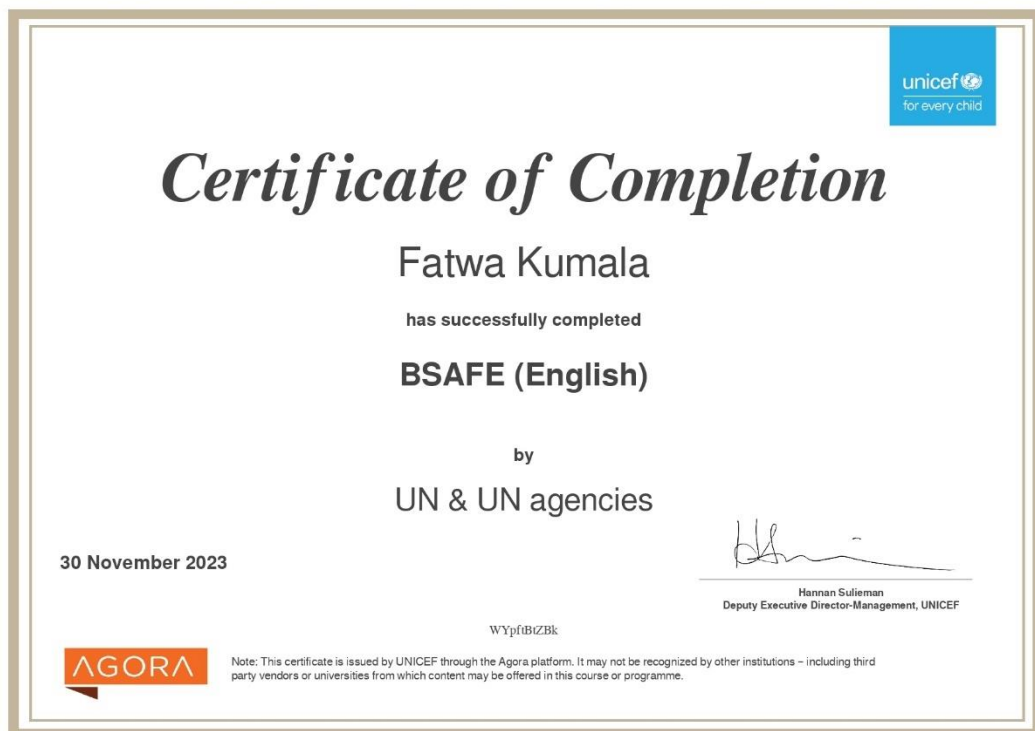 unicef
for every child
Certificate of Completion
Fatwa Kumala
has successfully completed
BSAFE (English)
by
UN & UN agencies
30 November 2023
Hannan Sulieman
Deputy Executive Director-Management, UNICEF
WYpftBtZBk
AGORA
Note: This certificate is issued by UNICEF through the Agora platform. It may not be recognized by other institutions – including third
party vendors or universities from which content may be offered in this course or programme.